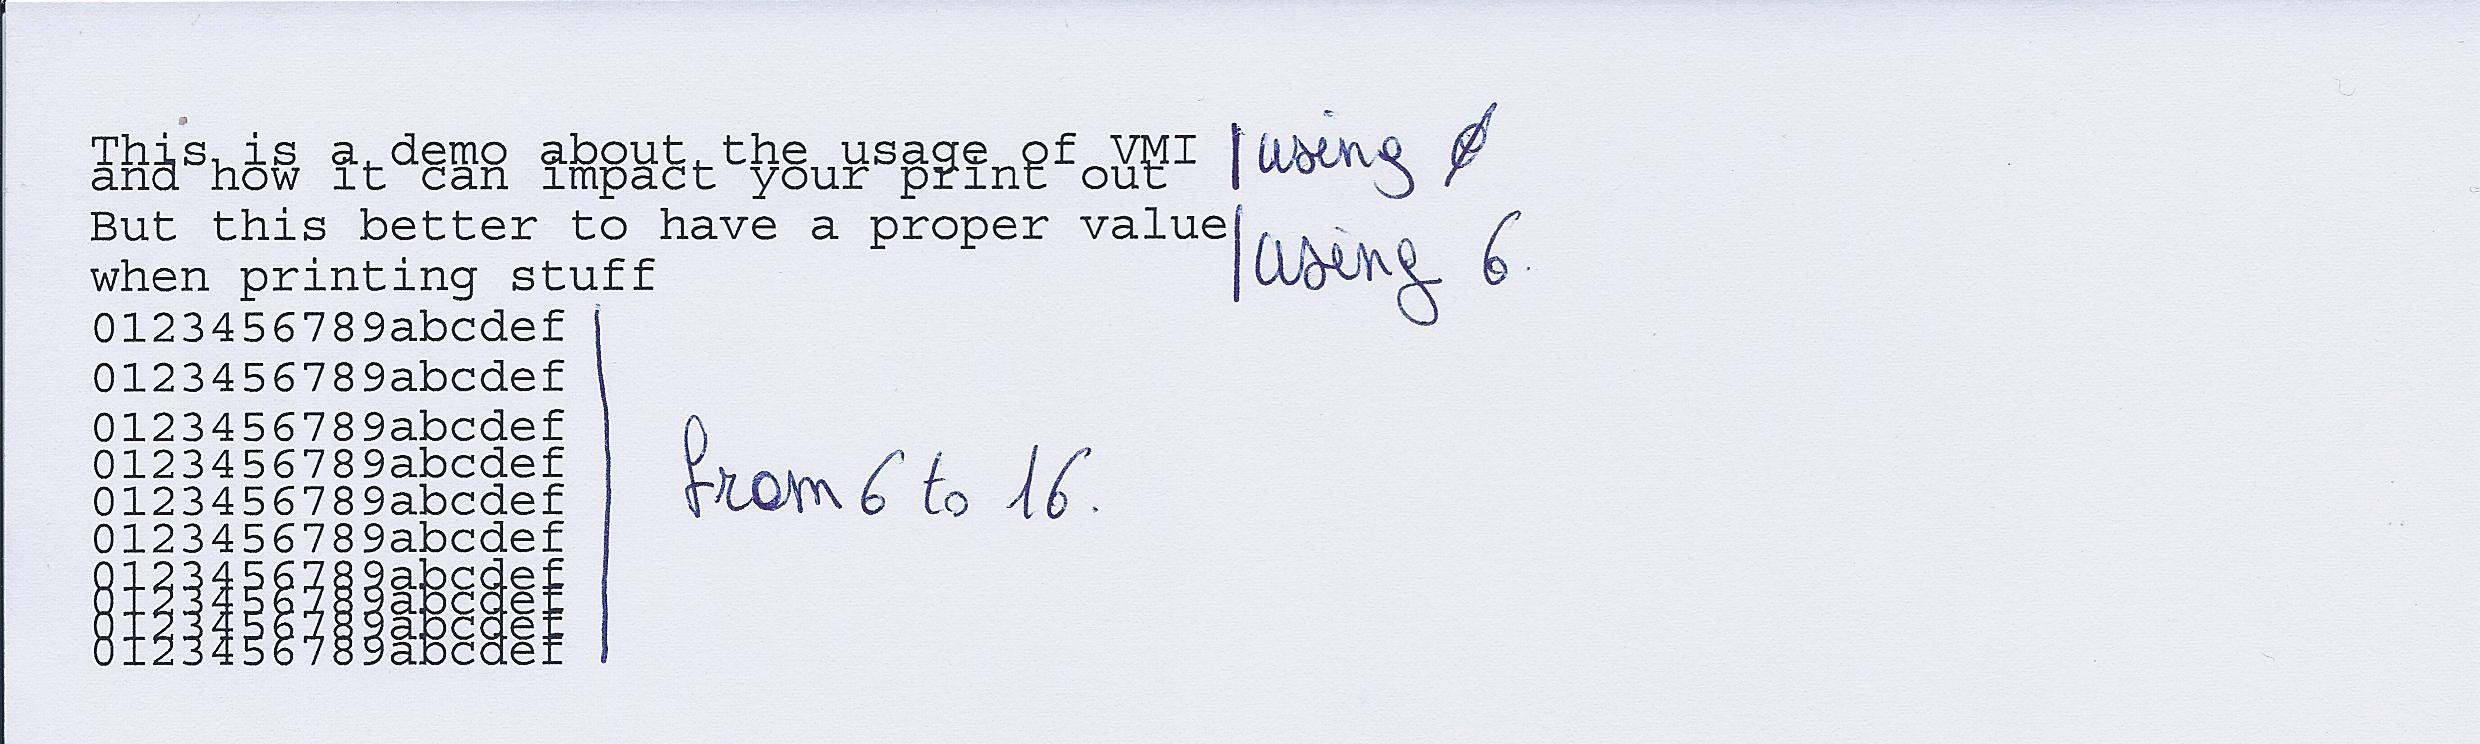 This is a demo about the usage of VMI | using ∅
and how it can impact your print out
But this better to have a proper value | using 6.
when printing stuff
0123456789abcdef
0123456789abcdef
0123456789abcdef
0123456789abcdef
0123456789abcdef from 6 to 16.
0123456789abcdef
0123456789abcdef
0123456789abcdef
0123456789abcdef
0123456789abcdef